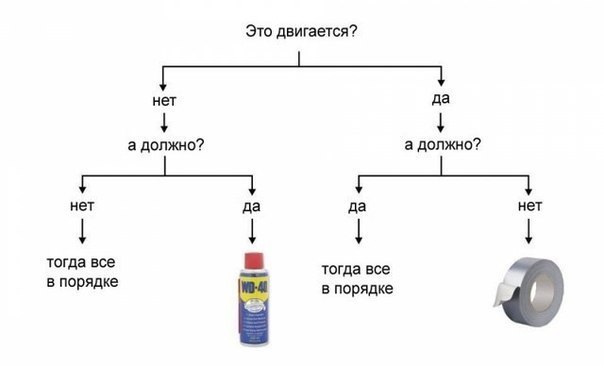 Это двигается?
нет
да
а должно?
а должно?
нет
да
да
нет
тогда все
в порядке
WD-40
тогда все
в порядке